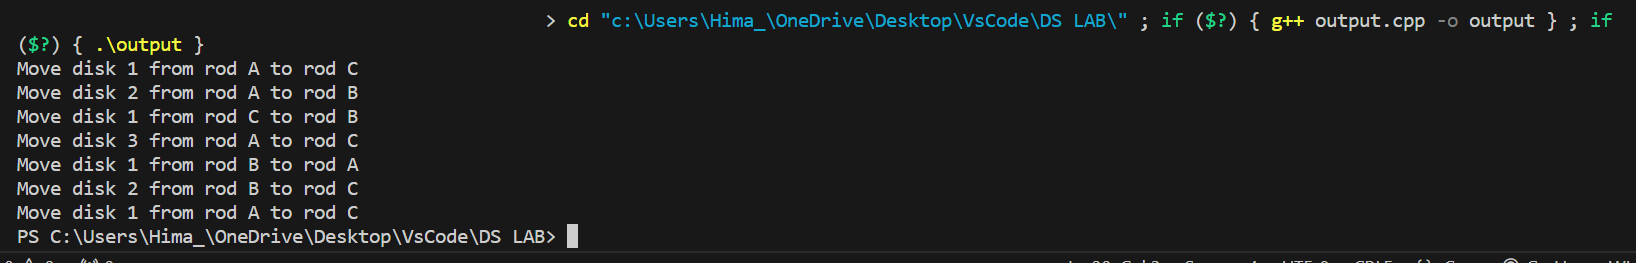 > cd "c:\Users\Hima_\OneDrive\Desktop\VsCode\DS LAB\" ; if ($?) { g++ output.cpp -o output } ; if
($?) { .\output }
Move disk 1 from rod A to rod C
Move disk 2 from rod A to rod B
Move disk 1 from rod C to rod B
Move disk 3 from rod A to rod C
Move disk 1 from rod B to rod A
Move disk 2 from rod B to rod C
Move disk 1 from rod A to rod C
PS C:\Users\Hima_\OneDrive\Desktop\VsCode\DS LAB>